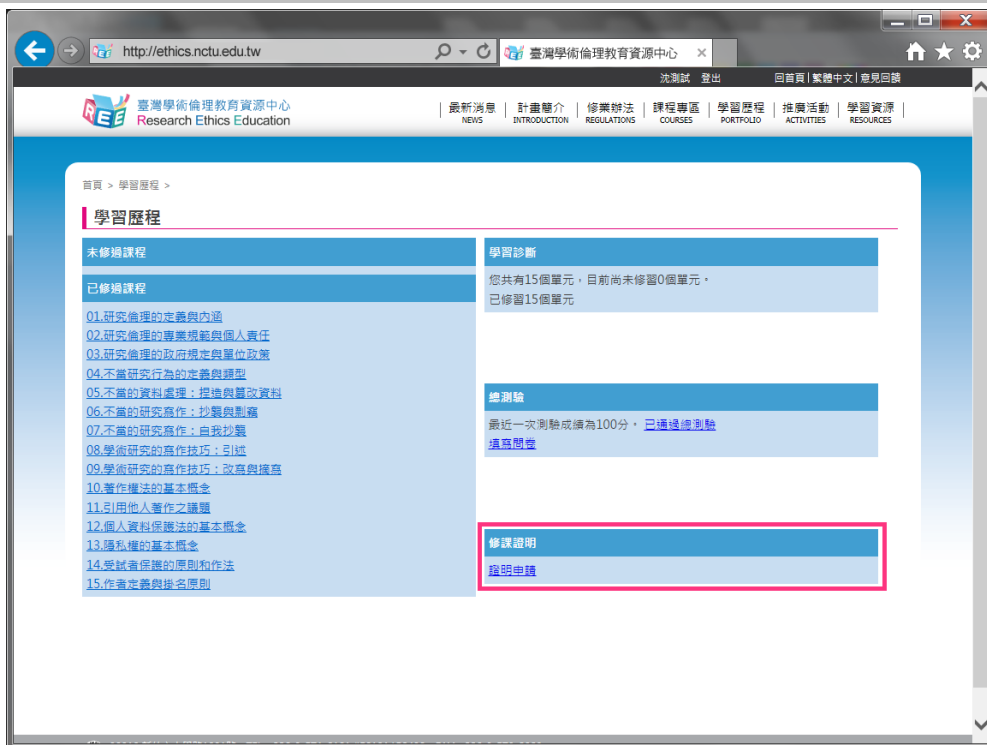 http://ethics.nctu.edu.tw
臺灣學術倫理教育資源中心
沈測試 登出 回首頁|繁體中文|意見回饋
REE
臺灣學術倫理教育資源中心
Research Ethics Education
最新消息 | 計畫簡介 | 修業辦法 | 課程專區 | 學習歷程 | 推廣活動 | 學習資源
NEWS INTRODUCTION REGULATIONS COURSES PORTFOLIO ACTIVITIES RESOURCES
首頁 > 學習歷程 >
學習歷程
未修過課程
已修過課程
01.研究倫理的定義與內涵
02.研究倫理的專業規範與個人責任
03.研究倫理的政府規定與單位政策
04.不當研究行為的定義與類型
05.不當的資料處理：捏造與竄改資料
06.不當的研究寫作：抄襲與剽竊
07.不當的研究寫作：自我抄襲
08.學術研究的寫作技巧：引述
09.學術研究的寫作技巧：改寫與摘寫
10.著作權法的基本概念
11.引用他人著作之議題
12.個人資料保護法的基本概念
13.隱私權的基本概念
14.受試者保護的原則和作法
15.作者定義與掛名原則
學習診斷
您共有15個單元，目前尚未修習0個單元。
已修習15個單元
總測驗
最近一次測驗成績為100分， 已通過總測驗
填寫問卷
修課證明
證明申請